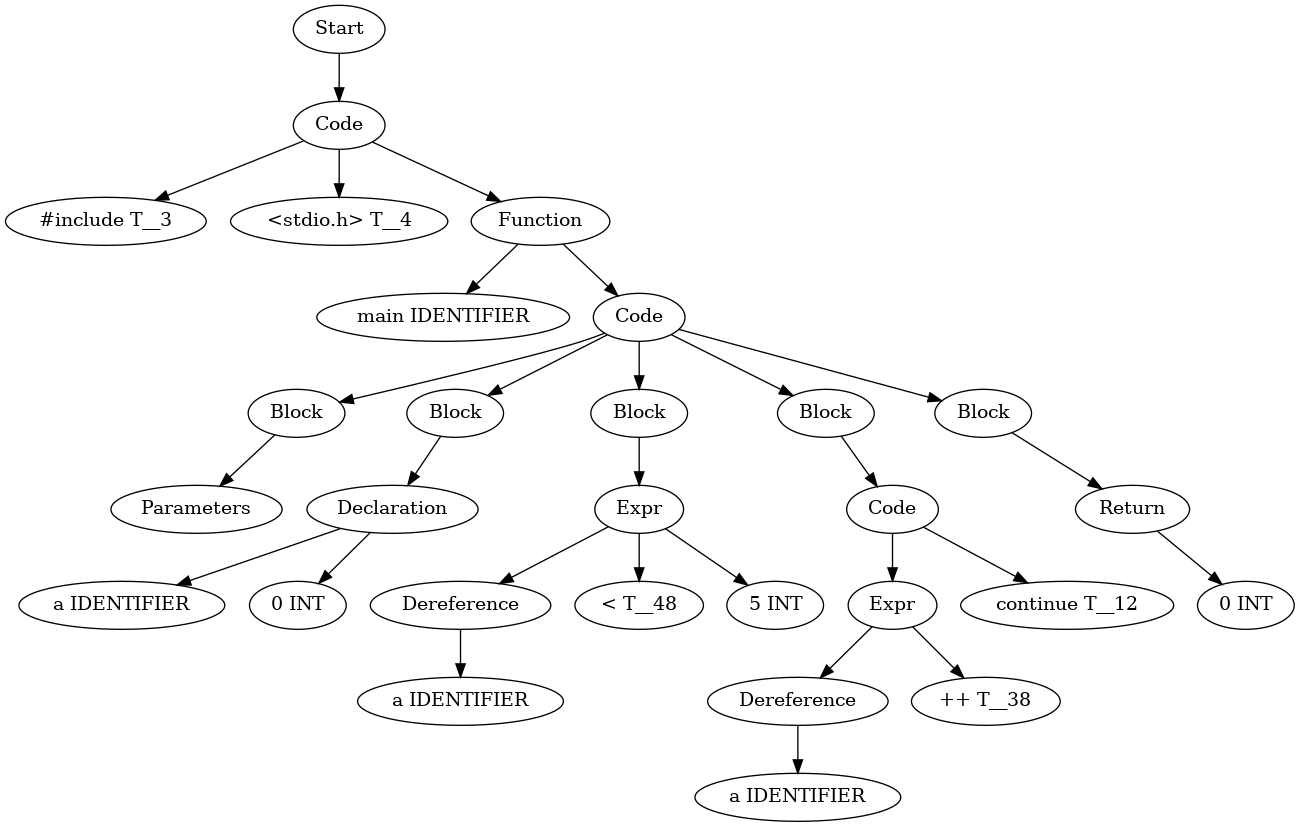 Start
Code
#include T__3
<stdio.h> T__4
Function
main IDENTIFIER
Code
Block
Block
Block
Block
Block
Parameters
Declaration
Expr
Code
Return
a IDENTIFIER
0 INT
Dereference
< T__48
5 INT
Expr
continue T__12
0 INT
a IDENTIFIER
Dereference
++ T__38
a IDENTIFIER